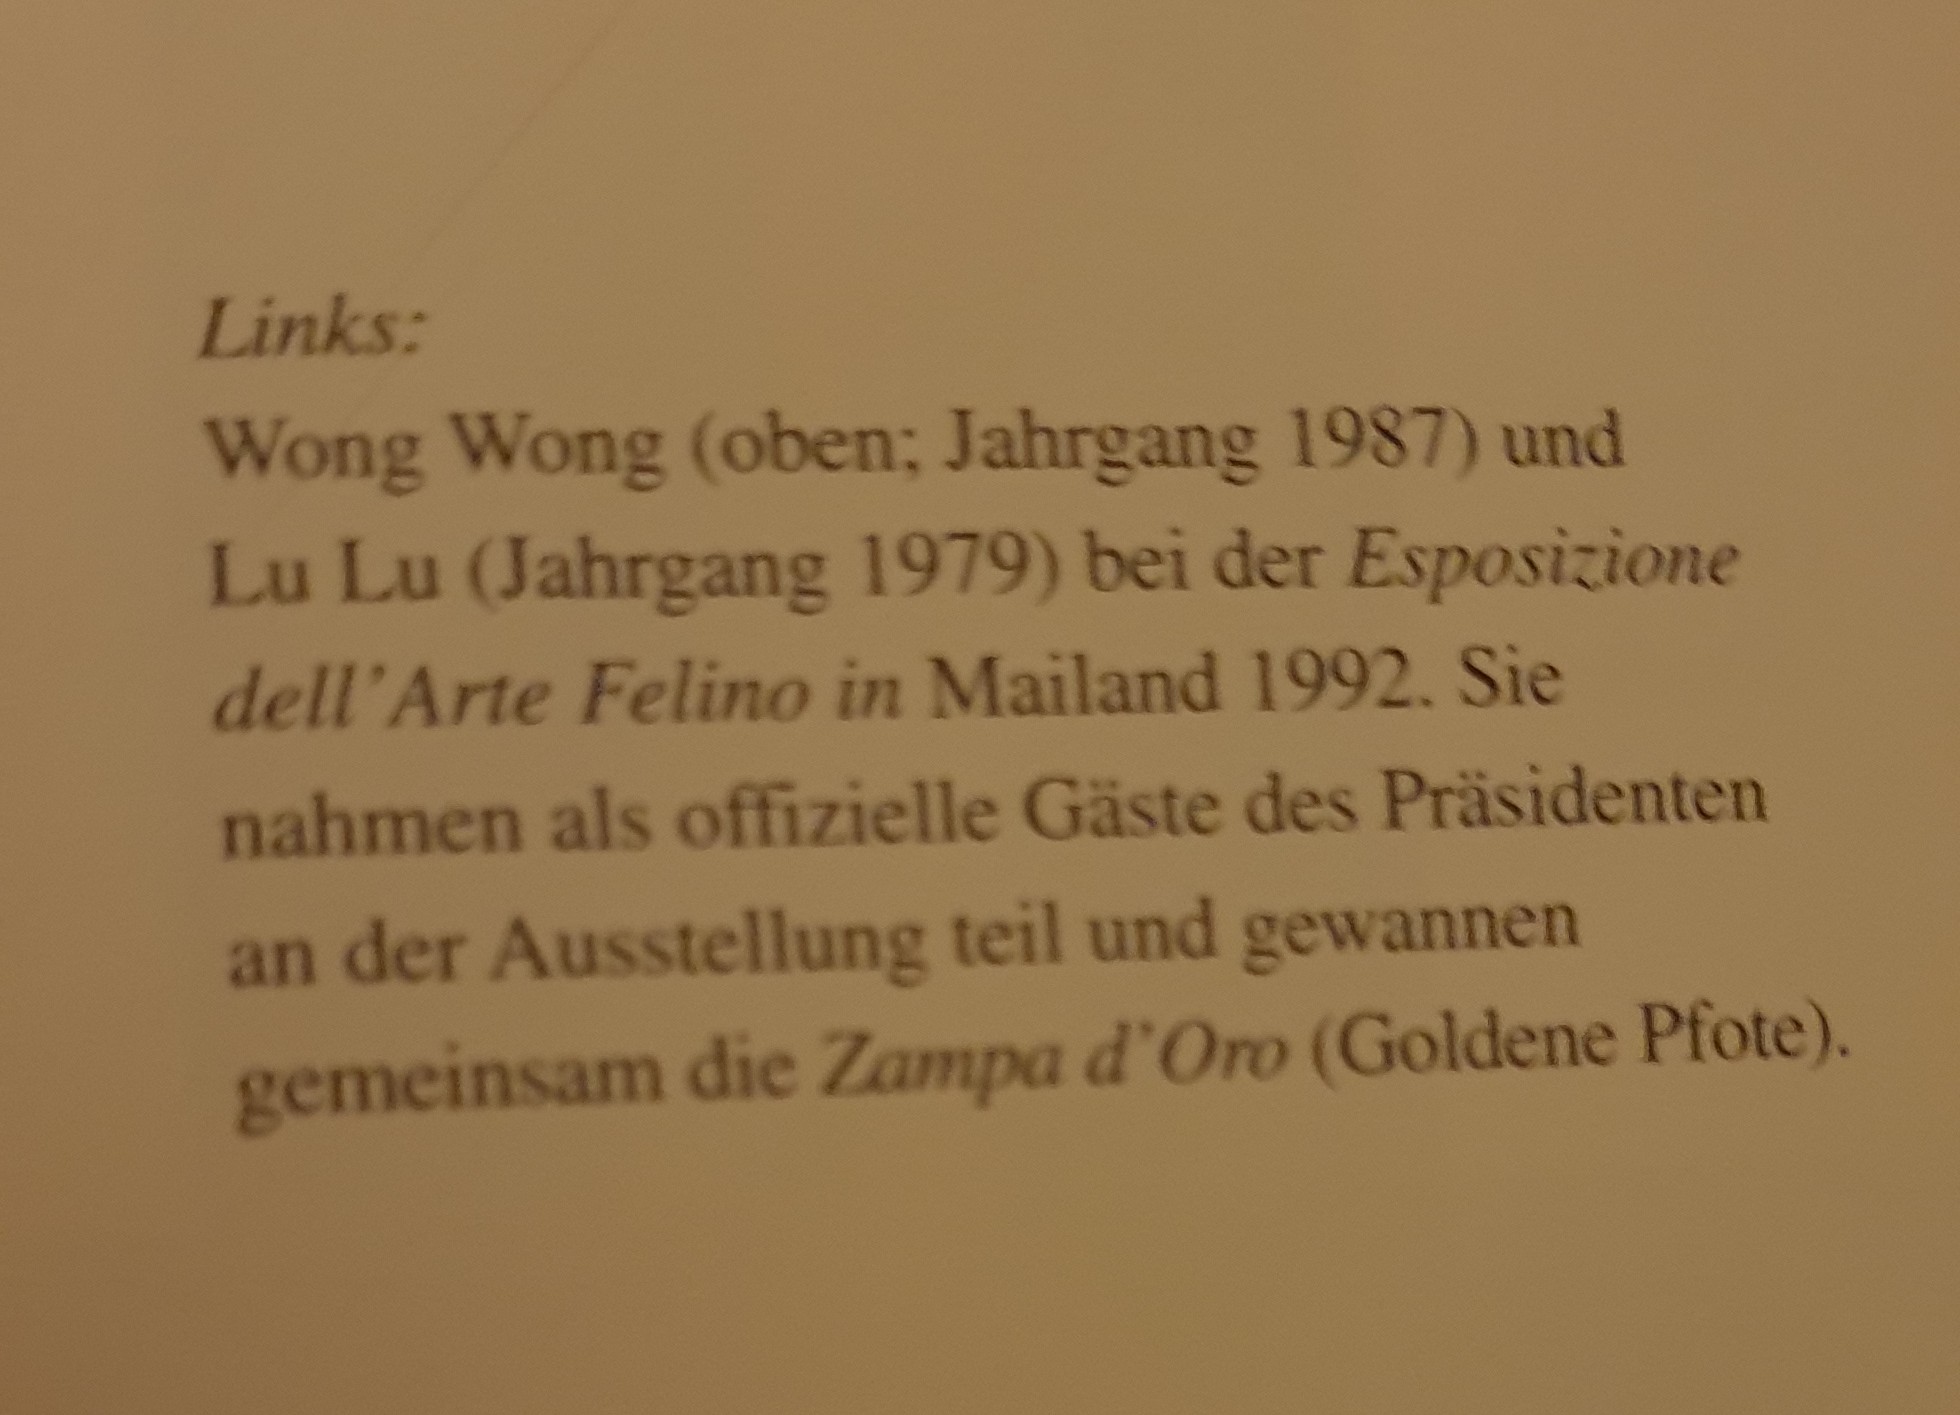 Links:
Wong Wong (oben; Jahrgang 1987) und
Lu Lu (Jahrgang 1979) bei der Esposizione
dell'Arte Felino in Mailand 1992. Sie
nahmen als offizielle Gäste des Präsidenten
an der Ausstellung teil und gewannen
gemeinsam die Zampa d'Oro (Goldene Pfote).